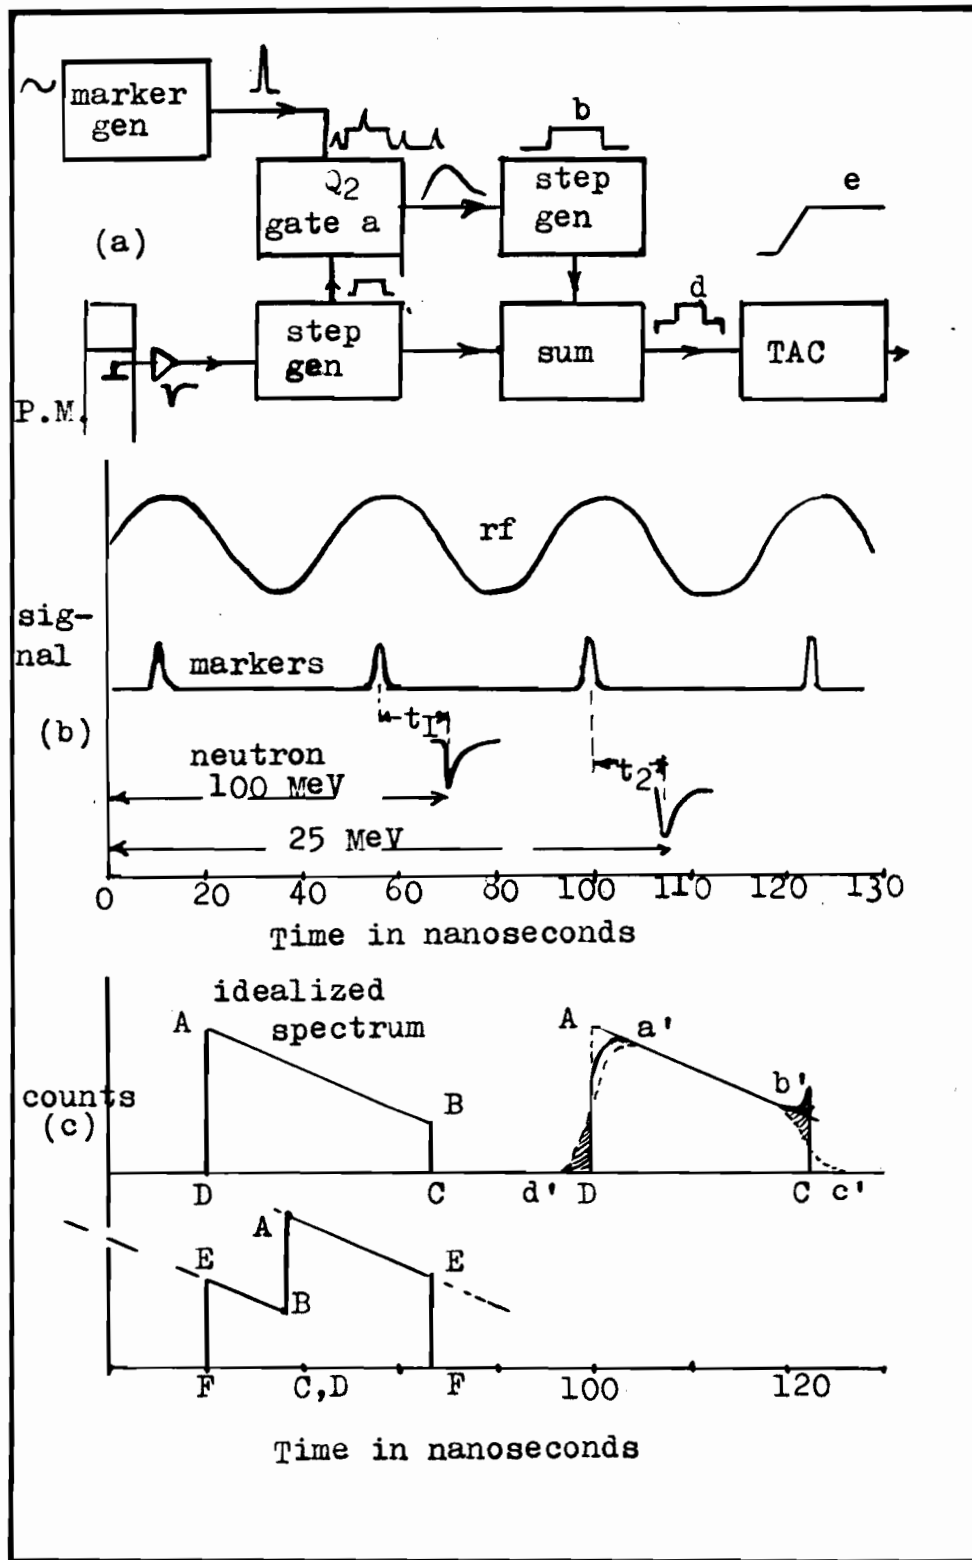 marker
gen
b
Q2
gate a
step
gen
e
(a)
step
gen
sum
d
TAC
P.M.
rf
sig-
nal
markers
(b)
t1
neutron
100 MeV
t2
25 MeV
0 20 40 60 80 100 110 120 130
Time in nanoseconds
idealized
spectrum
A
A a'
B
b'
counts
(c)
D C d' D C c'
A
E E
B
F C,D F 100 120
Time in nanoseconds